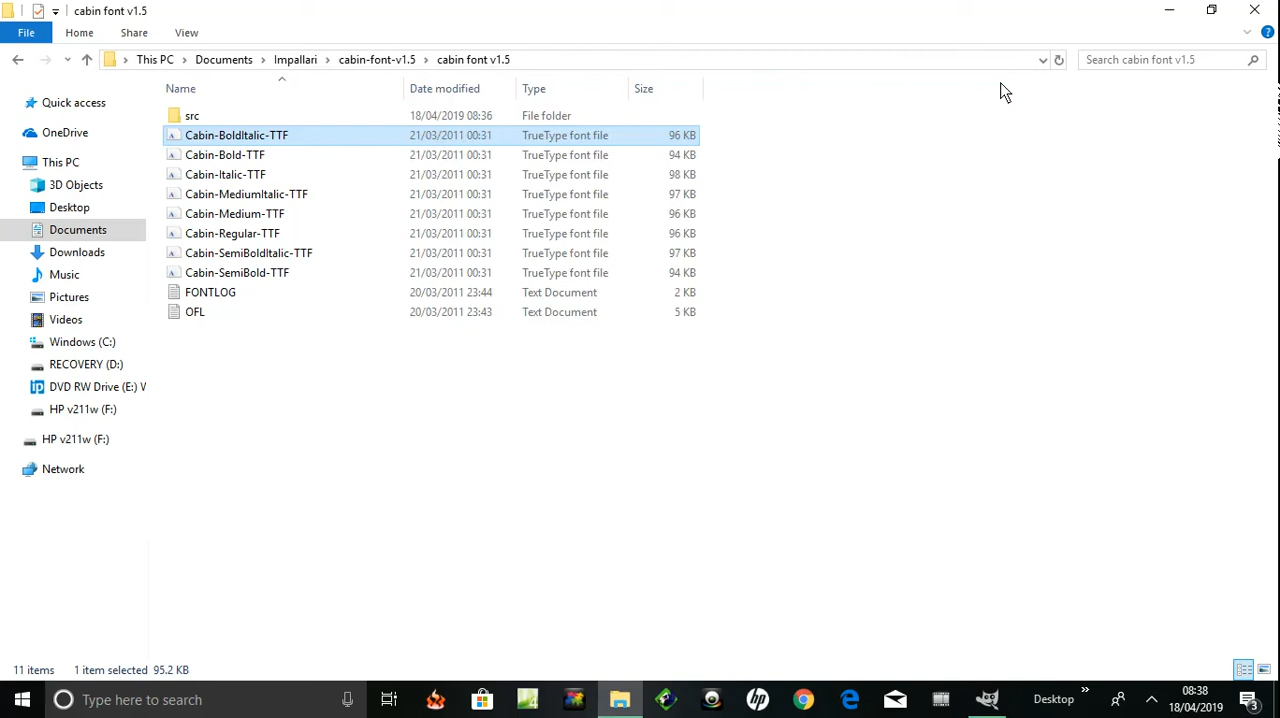 cabin font v1.5
File Home Share View
This PC Documents Impallari cabin-font-v1.5 cabin font v1.5
Search cabin font v1.5
Name Date modified Type Size
Quick access
OneDrive
This PC
3D Objects
Desktop
Documents
Downloads
Music
Pictures
Videos
Windows (C:)
RECOVERY (D:)
DVD RW Drive (E:) V
HP v211w (F:)
HP v211w (F:)
Network
src 18/04/2019 08:36 File folder
Cabin-BoldItalic-TTF 21/03/2011 00:31 TrueType font file 96 KB
Cabin-Bold-TTF 21/03/2011 00:31 TrueType font file 94 KB
Cabin-Italic-TTF 21/03/2011 00:31 TrueType font file 98 KB
Cabin-MediumItalic-TTF 21/03/2011 00:31 TrueType font file 97 KB
Cabin-Medium-TTF 21/03/2011 00:31 TrueType font file 96 KB
Cabin-Regular-TTF 21/03/2011 00:31 TrueType font file 96 KB
Cabin-SemiBoldItalic-TTF 21/03/2011 00:31 TrueType font file 97 KB
Cabin-SemiBold-TTF 21/03/2011 00:31 TrueType font file 94 KB
FONTLOG 20/03/2011 23:44 Text Document 2 KB
OFL 20/03/2011 23:43 Text Document 5 KB
11 items 1 item selected 95.2 KB
Type here to search
Desktop
08:38
18/04/2019
3